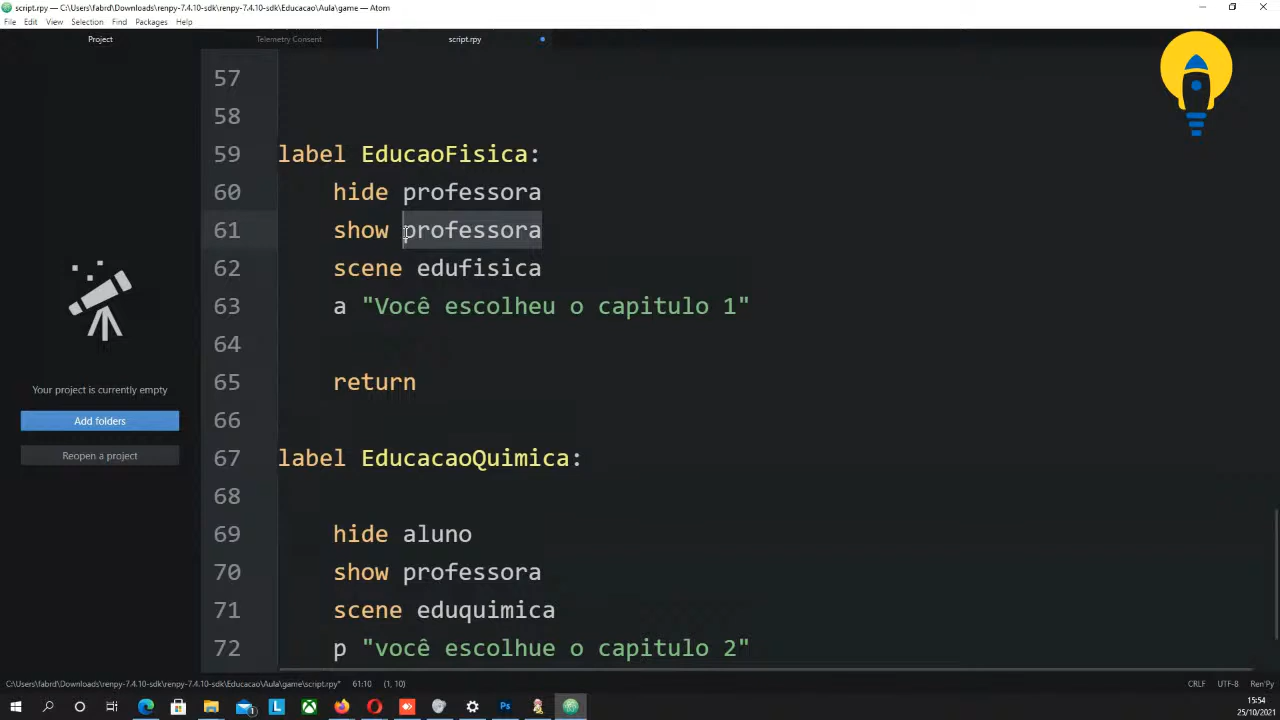 script.rpy — C:\Users\fabrd\Downloads\renpy-7.4.10-sdk\renpy-7.4.10-sdk\Educacao\Aula\game — Atom
File Edit View Selection Find Packages Help
Project Telemetry Consent script.rpy
57
58
59 label EducaoFisica:
60 hide professora
61 show professora
62 scene edufisica
63 a "Você escolheu o capitulo 1"
64
65 return
66
67 label EducacaoQuimica:
68
69 hide aluno
70 show professora
71 scene eduquimica
72 p "você escolhue o capitulo 2"
Your project is currently empty
Add folders
Reopen a project
C:\Users\fabrd\Downloads\renpy-7.4.10-sdk\renpy-7.4.10-sdk\Educacao\Aula\game\script.rpy* 61:10 (1, 10) CRLF UTF-8 Ren'Py
15:54
25/10/2021